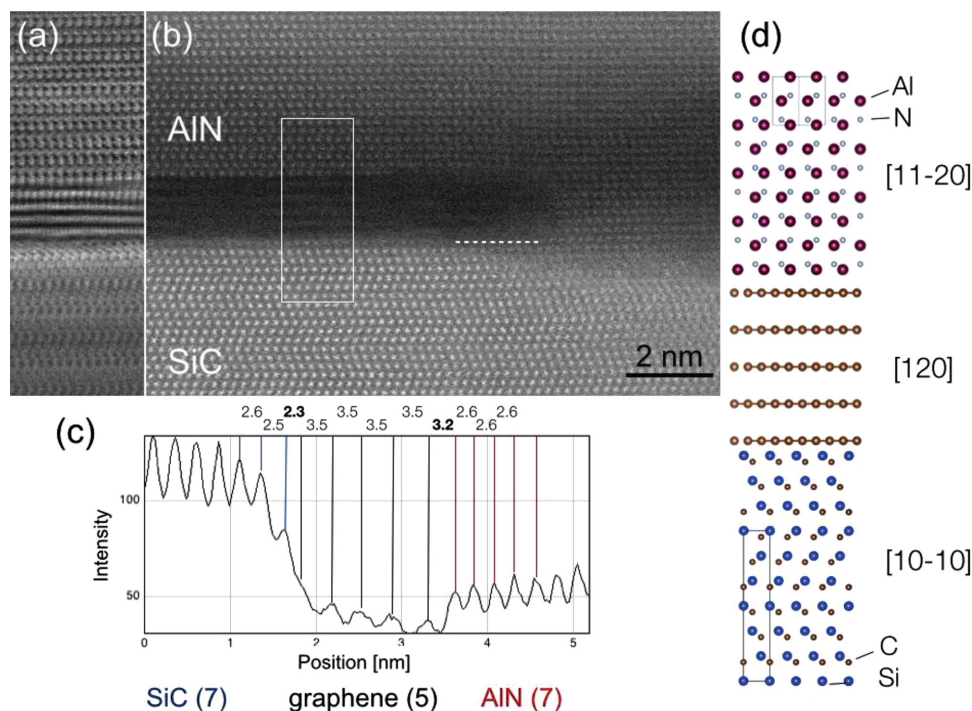 (a)
(b)
AlN
SiC
2 nm
(c)
2.6 2.3 3.5 3.5 3.2 2.6
2.5 3.5 3.5 3.5 2.6 2.6
100
50
Intensity
0 1 2 3 4 5
Position [nm]
SiC (7) graphene (5) AlN (7)
(d)
Al
N
[11-20]
[120]
[10-10]
C
Si